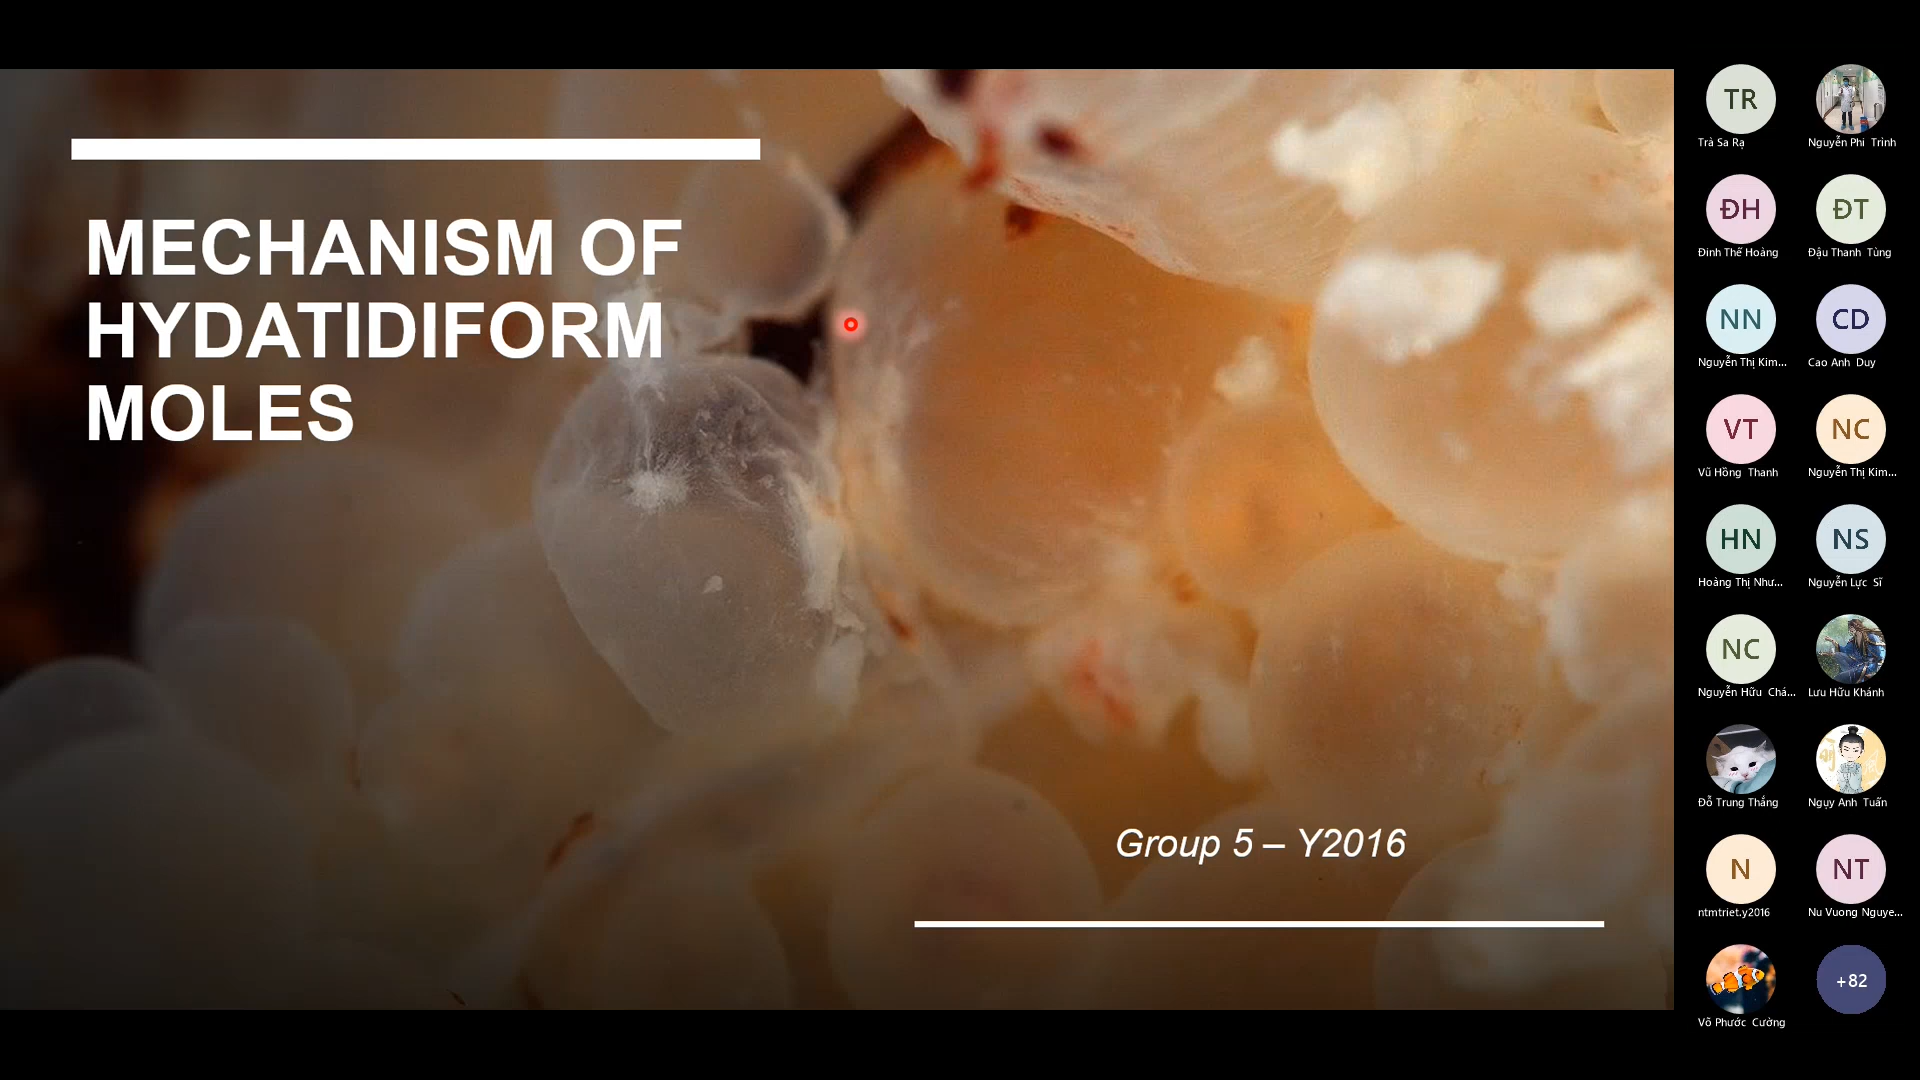 MECHANISM OF
HYDATIDIFORM
MOLES
Group 5 – Y2016
TR
Trà Sa Rạ
Nguyễn Phi Trình
ĐH
Đinh Thế Hoàng
ĐT
Đậu Thanh Tùng
NN
Nguyễn Thị Kim...
CD
Cao Anh Duy
VT
Vũ Hồng Thanh
NC
Nguyễn Thị Kim...
HN
Hoàng Thị Như...
NS
Nguyễn Lực Sĩ
NC
Nguyễn Hữu Chá...
Lưu Hữu Khánh
Đỗ Trung Thắng
Ngụy Anh Tuấn
N
ntmtriet.y2016
NT
Nu Vuong Nguye...
Võ Phước Cường
+82